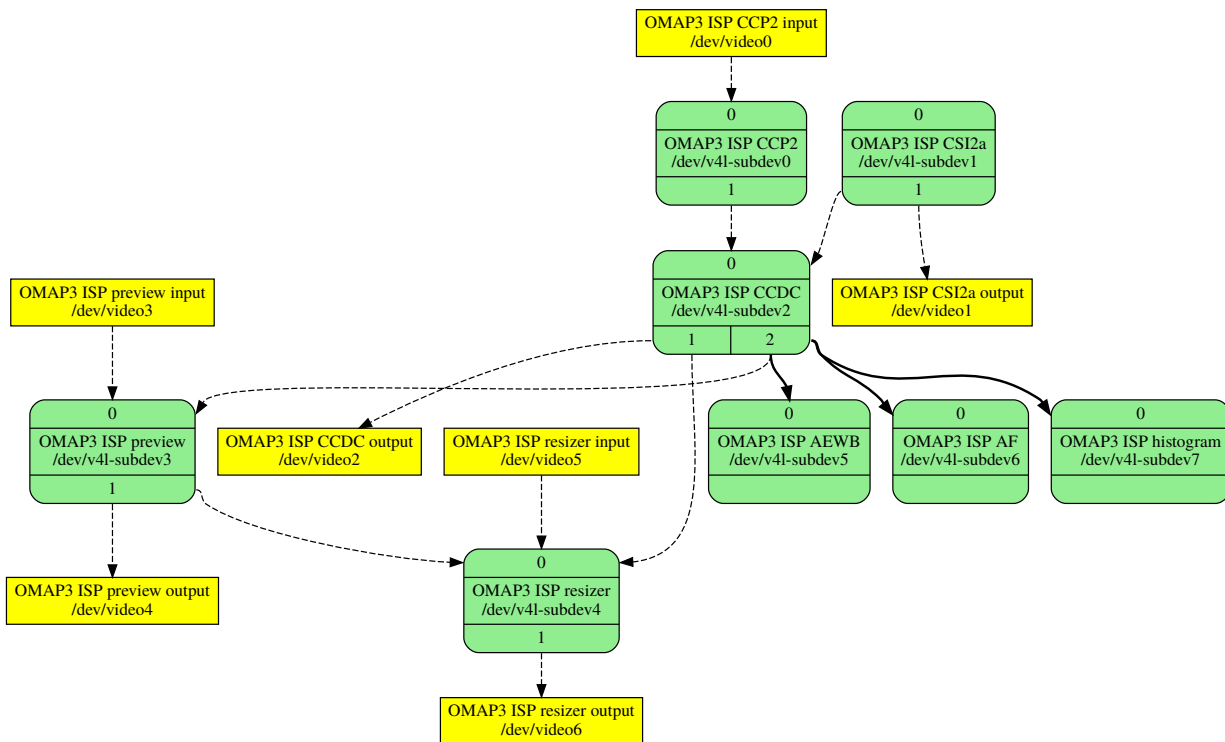 OMAP3 ISP CCP2 input
/dev/video0
0
OMAP3 ISP CCP2
/dev/v4l-subdev0
1
0
OMAP3 ISP CSI2a
/dev/v4l-subdev1
1
0
OMAP3 ISP CCDC
/dev/v4l-subdev2
1
2
OMAP3 ISP CSI2a output
/dev/video1
OMAP3 ISP preview input
/dev/video3
0
OMAP3 ISP preview
/dev/v4l-subdev3
1
OMAP3 ISP CCDC output
/dev/video2
OMAP3 ISP resizer input
/dev/video5
0
OMAP3 ISP AEWB
/dev/v4l-subdev5
0
OMAP3 ISP AF
/dev/v4l-subdev6
0
OMAP3 ISP histogram
/dev/v4l-subdev7
OMAP3 ISP preview output
/dev/video4
0
OMAP3 ISP resizer
/dev/v4l-subdev4
1
OMAP3 ISP resizer output
/dev/video6